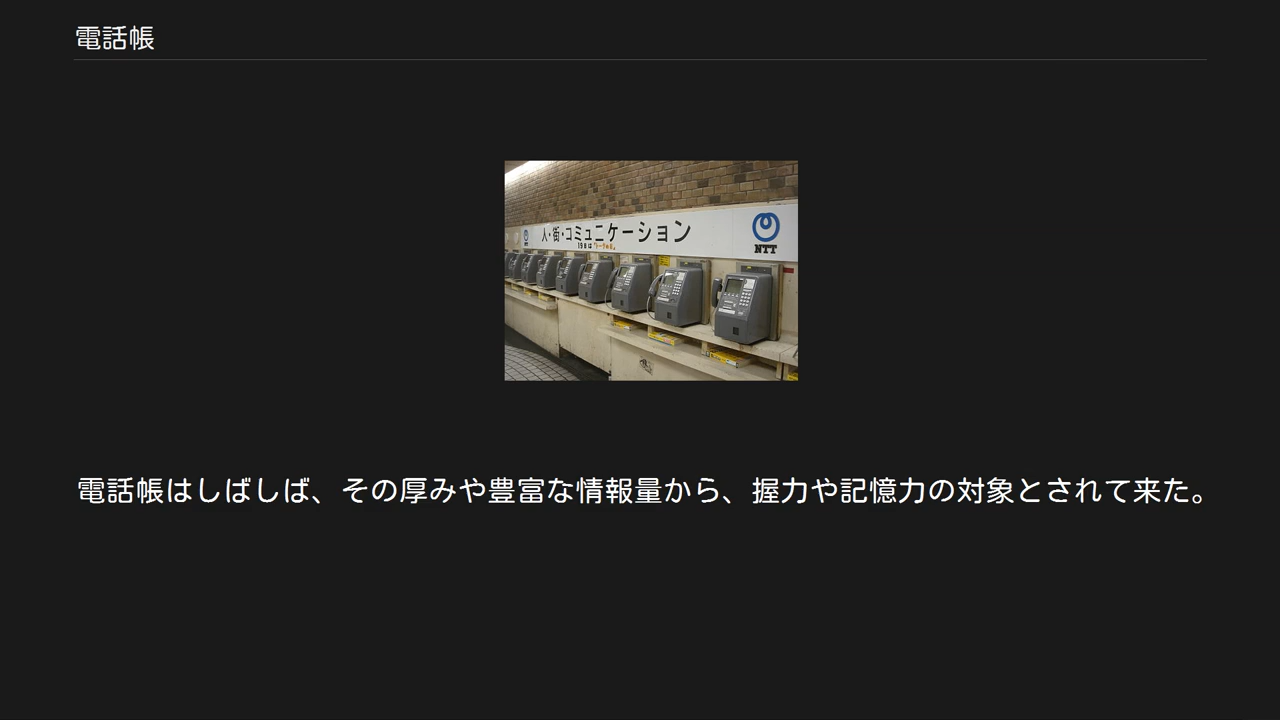 電話帳
人・街・コミュニケーション
NTT
電話帳はしばしば、その厚みや豊富な情報量から、握力や記憶力の対象とされて来た。